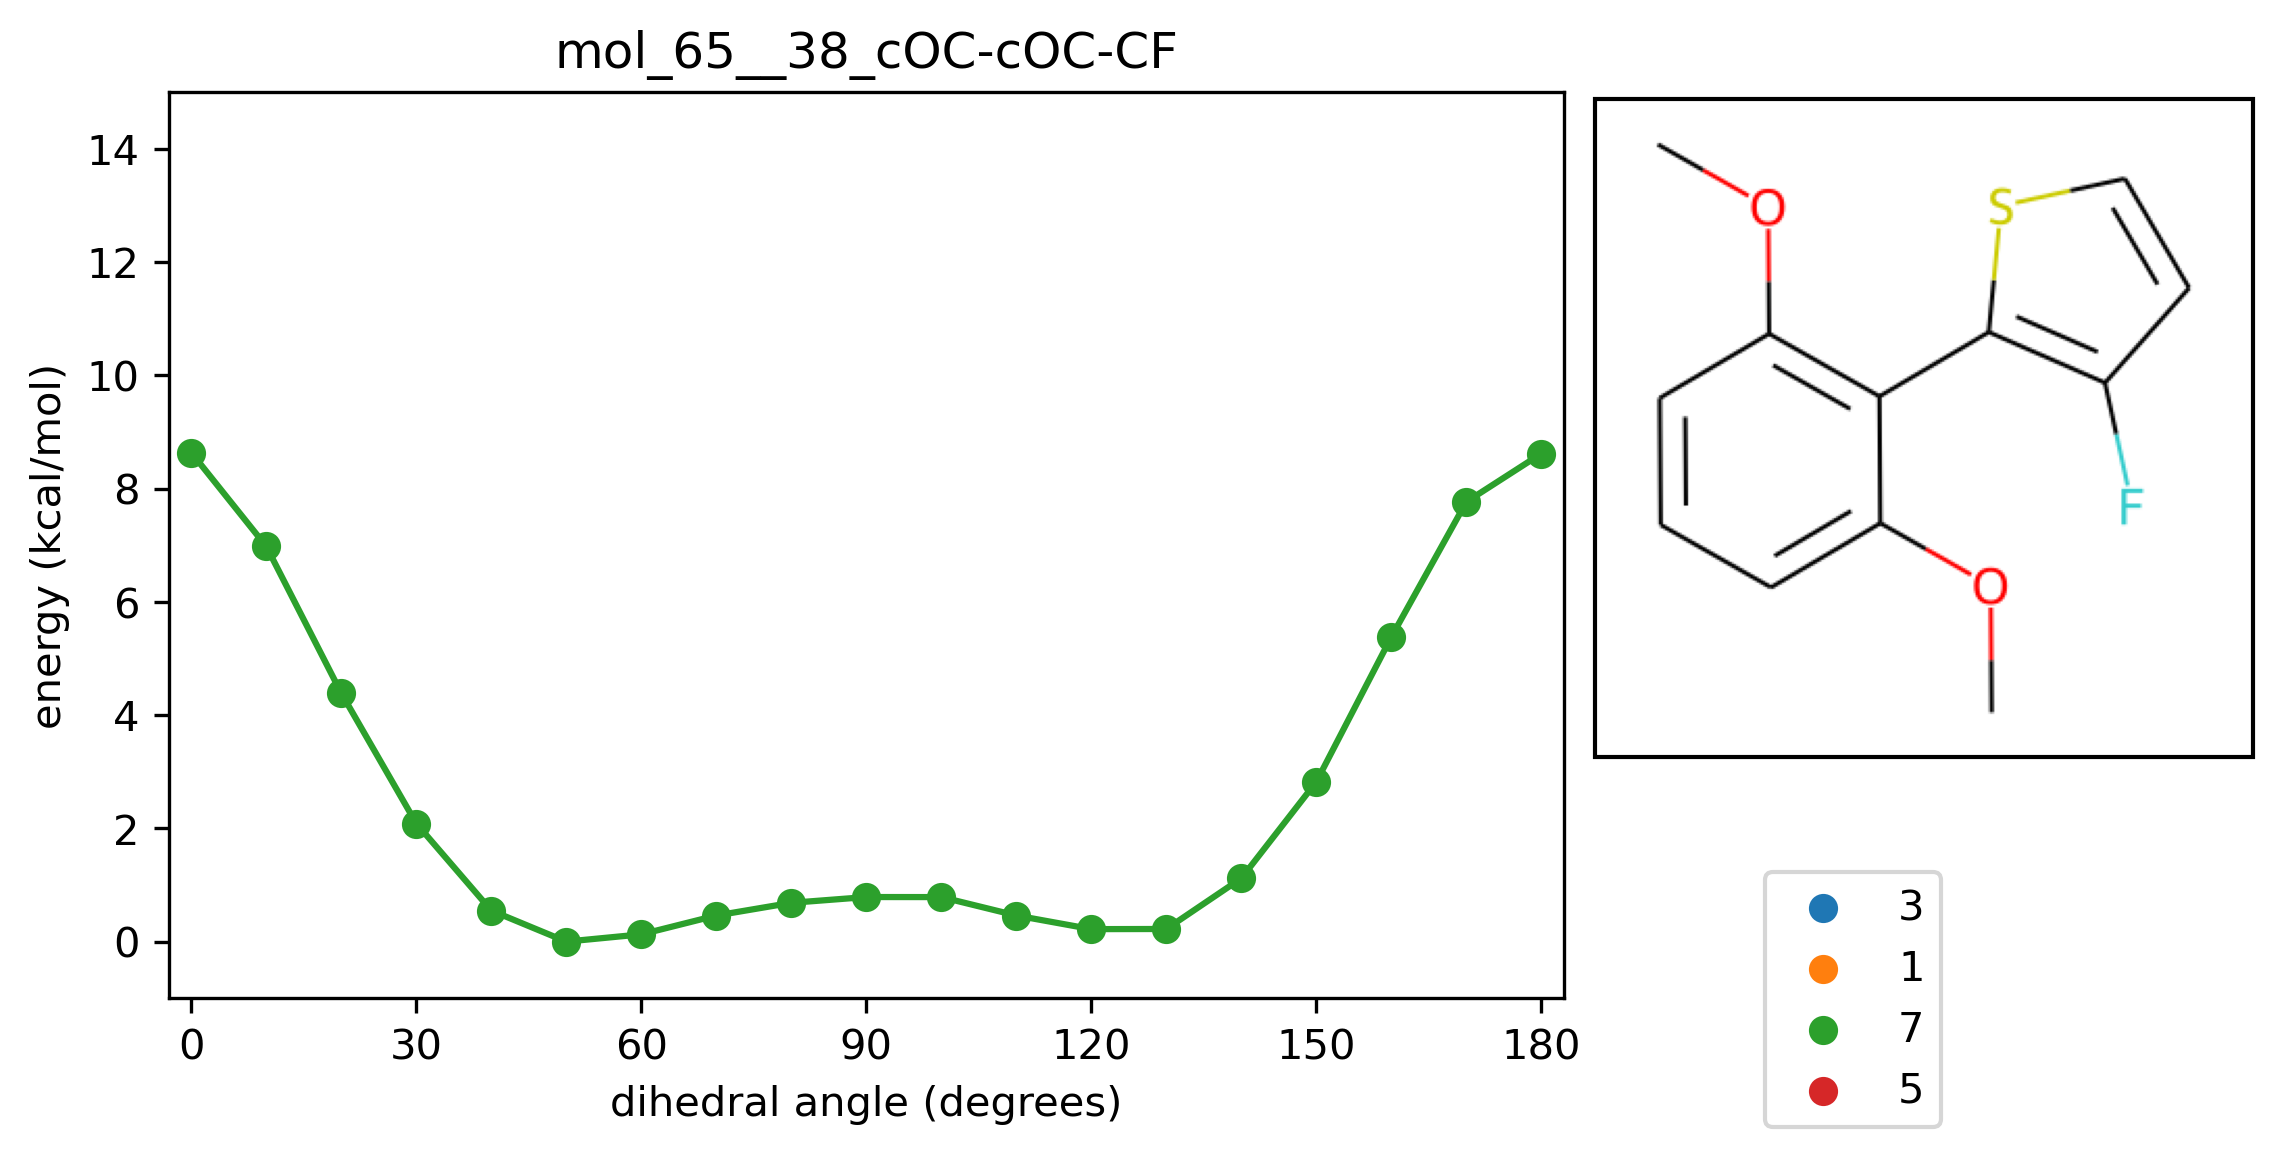 mol_65__38_cOC-cOC-CF
14
12
10
8
6
4
2
0
energy (kcal/mol)
0 30 60 90 120 150 180
dihedral angle (degrees)
O
S
F
O
3
1
7
5